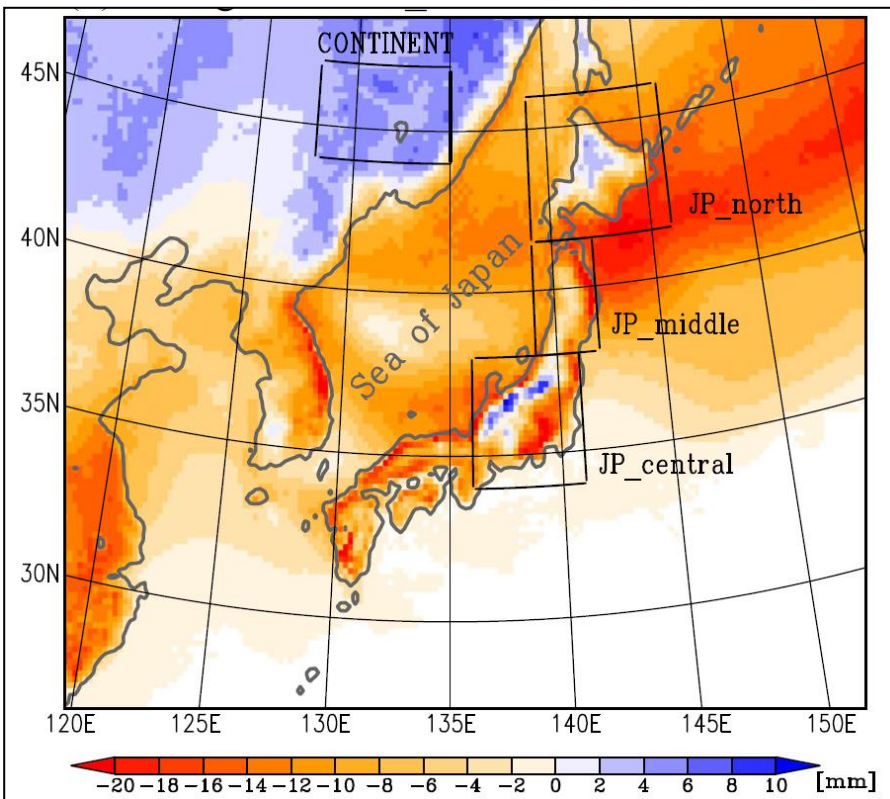 CONTINENT
45N
JP_north
40N
Sea of Japan
JP_middle
35N
JP_central
30N
120E 125E 130E 135E 140E 145E 150E
-20 -18 -16 -14 -12 -10 -8 -6 -4 -2 0 2 4 6 8 10 [mm]